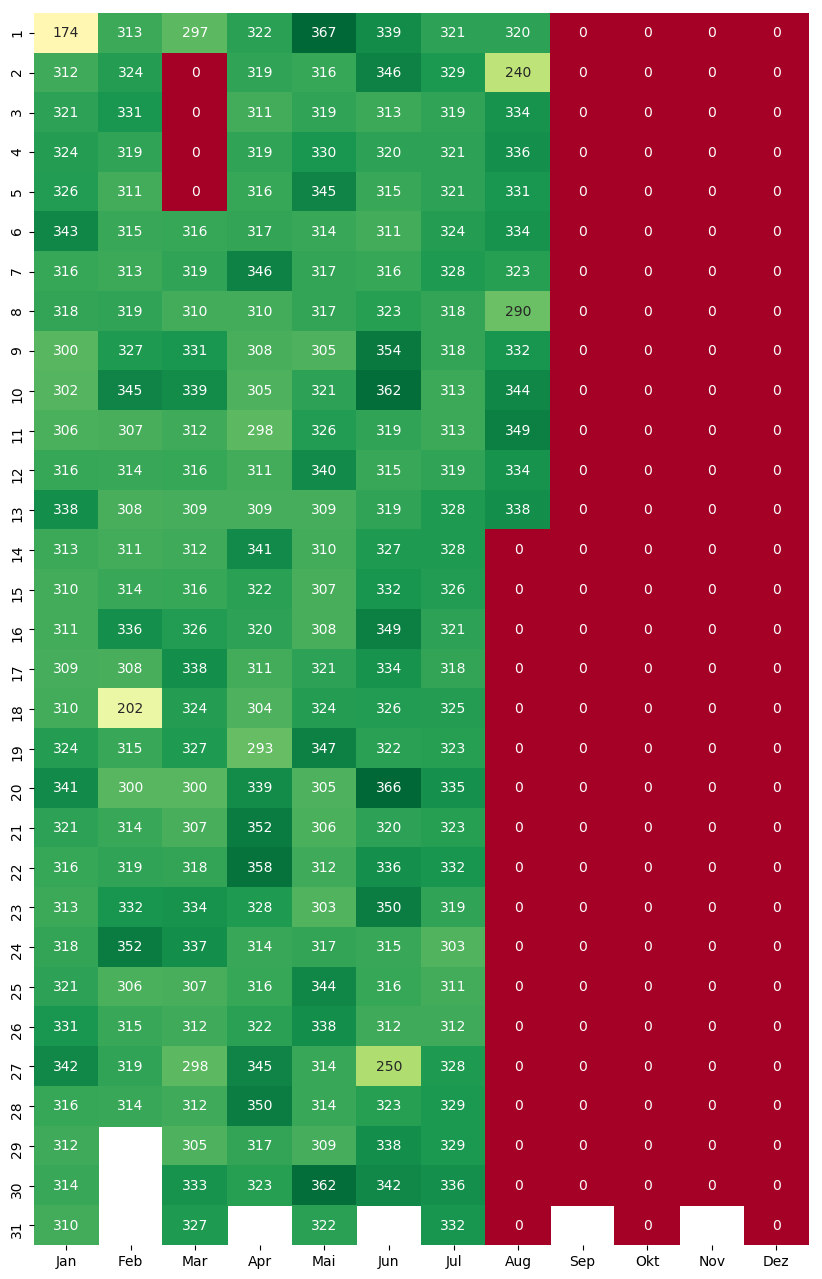 1 174 313 297 322 367 339 321 320 0 0 0 0
2 312 324 0 319 316 346 329 240 0 0 0 0
3 321 331 0 311 319 313 319 334 0 0 0 0
4 324 319 0 319 330 320 321 336 0 0 0 0
5 326 311 0 316 345 315 321 331 0 0 0 0
6 343 315 316 317 314 311 324 334 0 0 0 0
7 316 313 319 346 317 316 328 323 0 0 0 0
8 318 319 310 310 317 323 318 290 0 0 0 0
9 300 327 331 308 305 354 318 332 0 0 0 0
10 302 345 339 305 321 362 313 344 0 0 0 0
11 306 307 312 298 326 319 313 349 0 0 0 0
12 316 314 316 311 340 315 319 334 0 0 0 0
13 338 308 309 309 309 319 328 338 0 0 0 0
14 313 311 312 341 310 327 328 0 0 0 0 0
15 310 314 316 322 307 332 326 0 0 0 0 0
16 311 336 326 320 308 349 321 0 0 0 0 0
17 309 308 338 311 321 334 318 0 0 0 0 0
18 310 202 324 304 324 326 325 0 0 0 0 0
19 324 315 327 293 347 322 323 0 0 0 0 0
20 341 300 300 339 305 366 335 0 0 0 0 0
21 321 314 307 352 306 320 323 0 0 0 0 0
22 316 319 318 358 312 336 332 0 0 0 0 0
23 313 332 334 328 303 350 319 0 0 0 0 0
24 318 352 337 314 317 315 303 0 0 0 0 0
25 321 306 307 316 344 316 311 0 0 0 0 0
26 331 315 312 322 338 312 312 0 0 0 0 0
27 342 319 298 345 314 250 328 0 0 0 0 0
28 316 314 312 350 314 323 329 0 0 0 0 0
29 312 305 317 309 338 329 0 0 0 0 0
30 314 333 323 362 342 336 0 0 0 0 0
31 310 327 322 332 0 0 0
Jan Feb Mar Apr Mai Jun Jul Aug Sep Okt Nov Dez